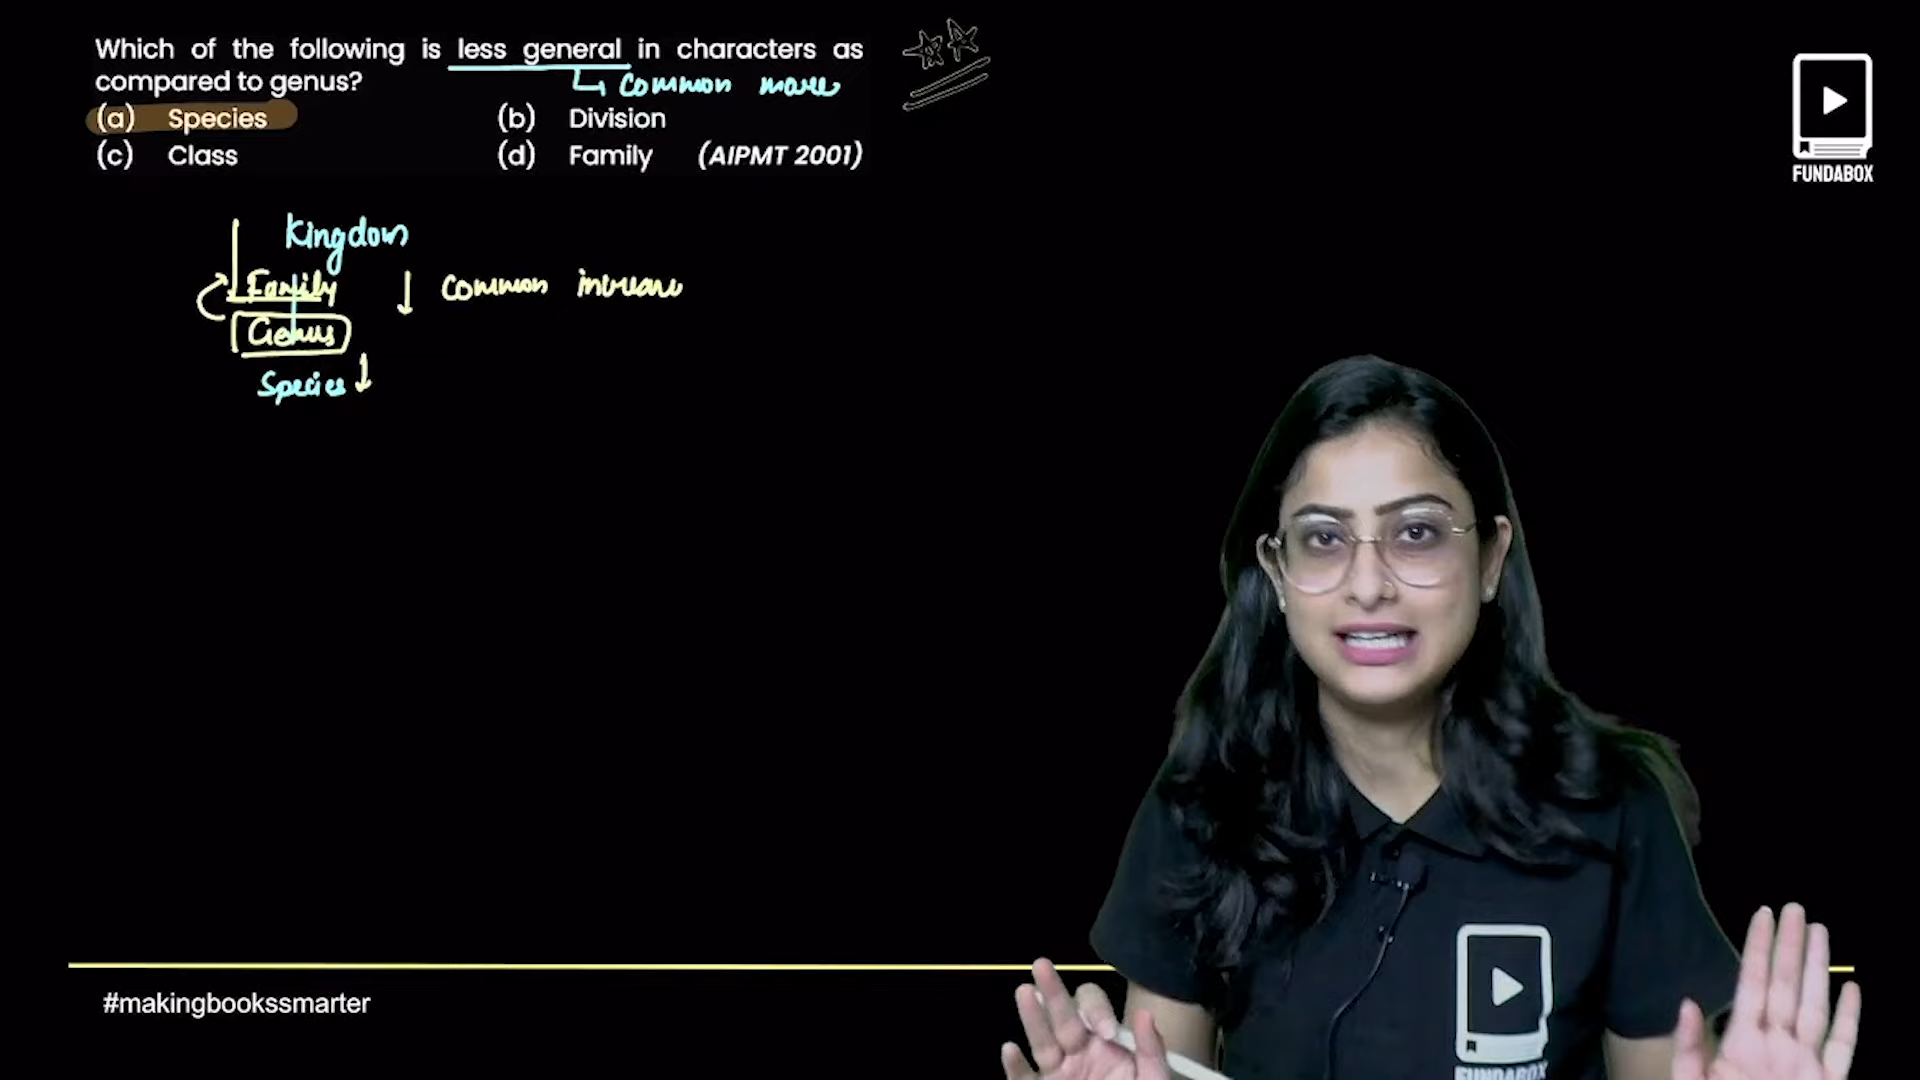 Which of the following is less general in characters as
compared to genus?
↳ Common more
(a) Species
(b) Division
(c) Class
(d) Family (AIPMT 2001)
FUNDABOX
Kingdom
Family
↓ Common increase
Genus
Species ↓
#makingbookssmarter
FUNDABOX